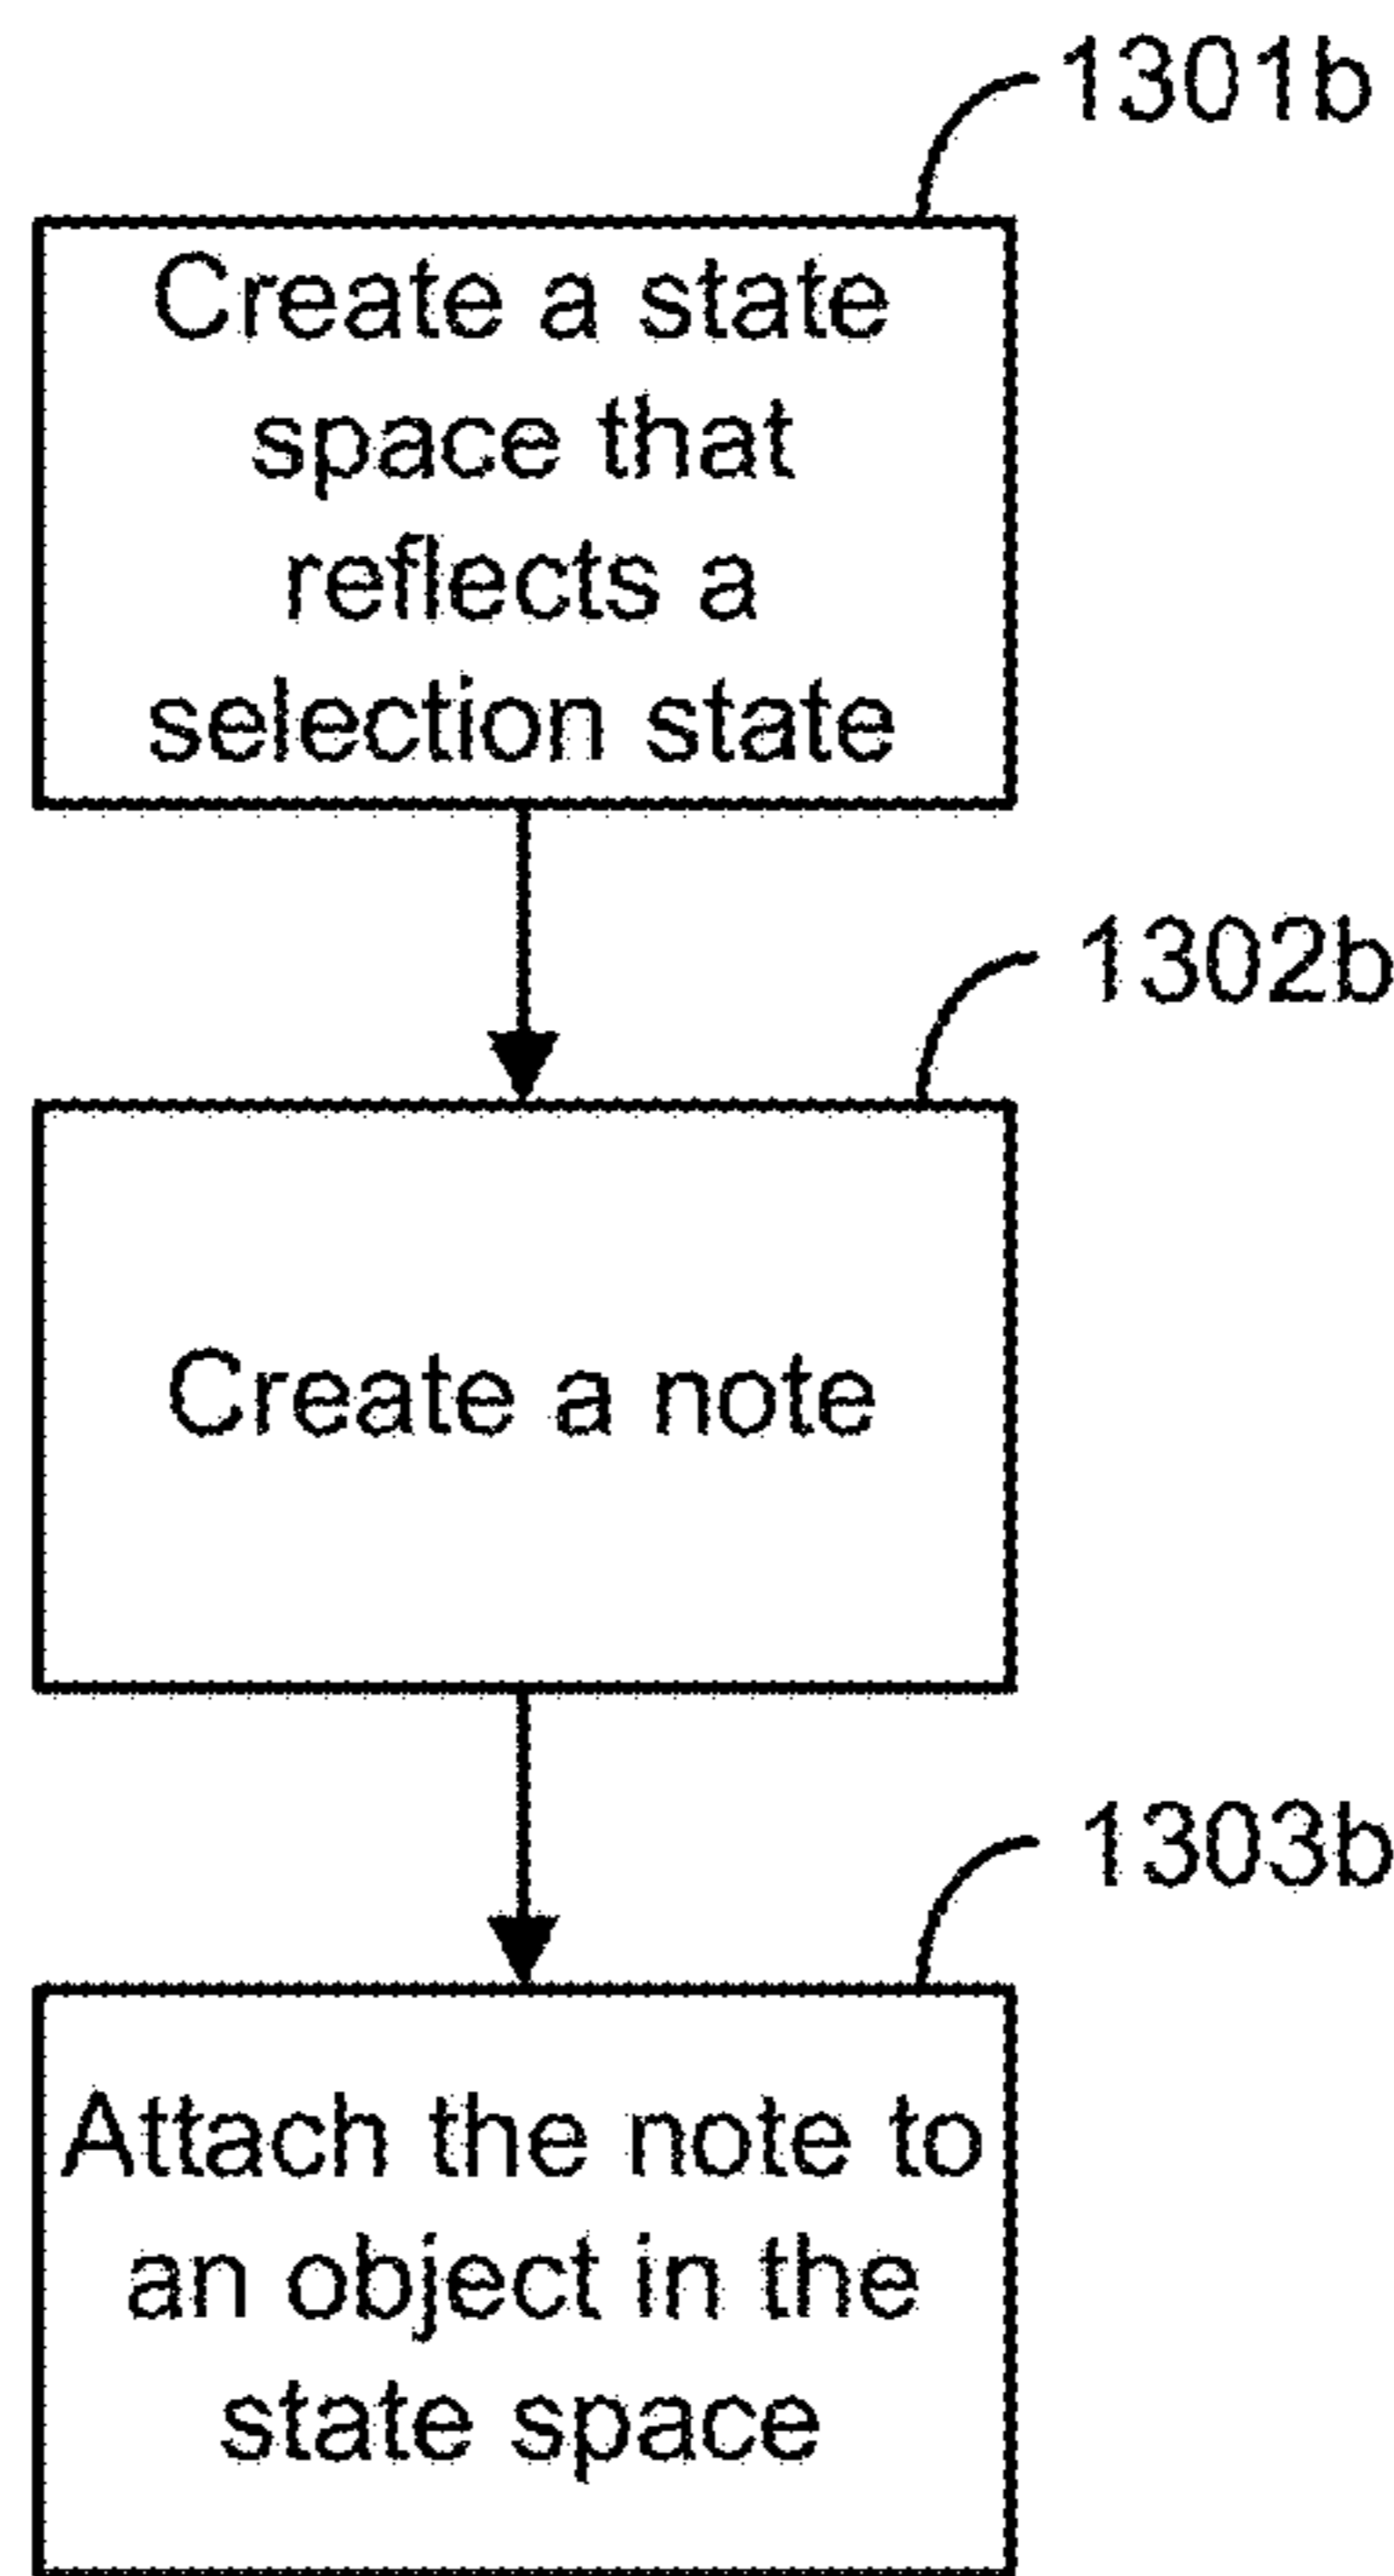 1301b
Create a state
space that
reflects a
selection state
1302b
Create a note
1303b
Attach the note to
an object in the
state space